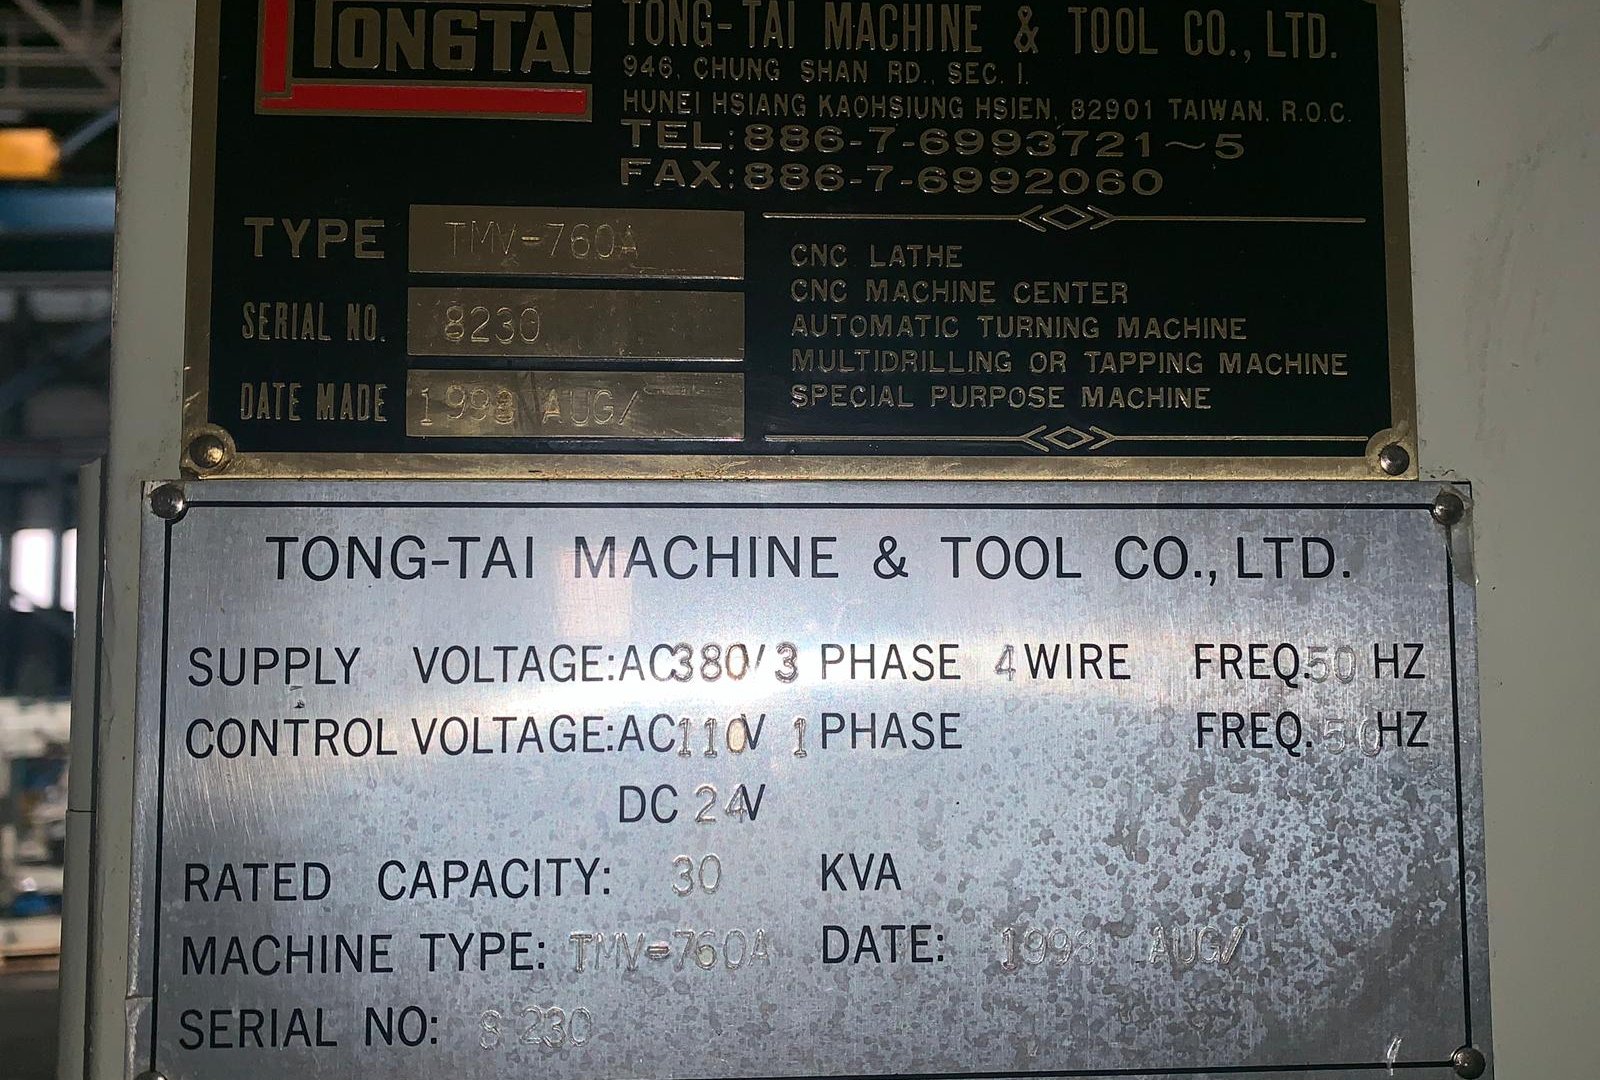 TONGTAI
TONG-TAI MACHINE & TOOL CO., LTD.
946, CHUNG SHAN RD., SEC. I.
HUNEI HSIANG KAOHSIUNG HSIEN, 82901 TAIWAN. R.O.C.
TEL:886-7-6993721~5
FAX:886-7-6992060
TYPE TMV-760A
SERIAL NO. 8230
DATE MADE 1998 AUG/
CNC LATHE
CNC MACHINE CENTER
AUTOMATIC TURNING MACHINE
MULTIDRILLING OR TAPPING MACHINE
SPECIAL PURPOSE MACHINE
TONG-TAI MACHINE & TOOL CO., LTD.
SUPPLY VOLTAGE:AC380/3 PHASE 4WIRE FREQ.50 HZ
CONTROL VOLTAGE:AC110V 1 PHASE FREQ.50HZ
DC 24V
RATED CAPACITY: 30 KVA
MACHINE TYPE: TMV-760A DATE: 1998 AUG/
SERIAL NO: 8230